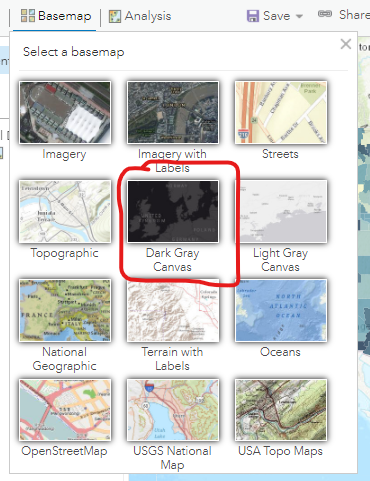 Basemap Analysis Save Share
Select a basemap
Imagery Imagery with Labels Streets
Topographic Dark Gray Canvas Light Gray Canvas
National Geographic Terrain with Labels Oceans
OpenStreetMap USGS National Map USA Topo Maps